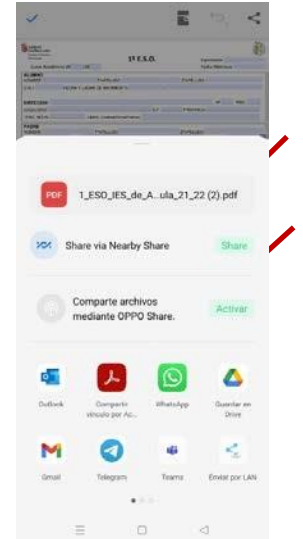 1º E.S.O.
PDF
1_ESO_IES_de_A...ula_21_22 (2).pdf
Share via Nearby Share
Share
Comparte archivos
mediante OPPO Share.
Activar
Outlook
Compartir
vínculo por Ac...
WhatsApp
Guardar en
Drive
Gmail
Telegram
Teams
Enviar por LAN